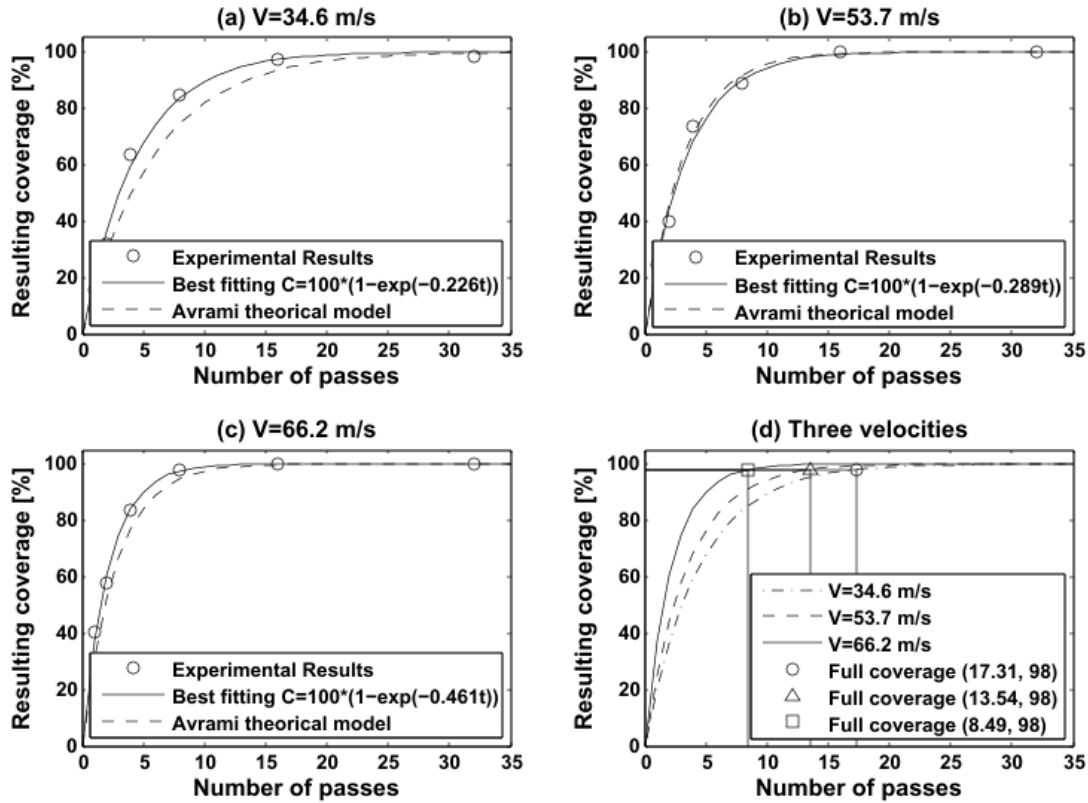 (a) V=34.6 m/s
Resulting coverage [%]
100
80
60
40
20
0
Experimental Results
Best fitting C=100*(1−exp(−0.226t))
Avrami theorical model
0 5 10 15 20 25 30 35
Number of passes
(b) V=53.7 m/s
Resulting coverage [%]
100
80
60
40
20
0
Experimental Results
Best fitting C=100*(1−exp(−0.289t))
Avrami theorical model
0 5 10 15 20 25 30 35
Number of passes
(c) V=66.2 m/s
Resulting coverage [%]
100
80
60
40
20
0
Experimental Results
Best fitting C=100*(1−exp(−0.461t))
Avrami theorical model
0 5 10 15 20 25 30 35
Number of passes
(d) Three velocities
Resulting coverage [%]
100
80
60
40
20
0
V=34.6 m/s
V=53.7 m/s
V=66.2 m/s
Full coverage (17.31, 98)
Full coverage (13.54, 98)
Full coverage (8.49, 98)
0 5 10 15 20 25 30 35
Number of passes